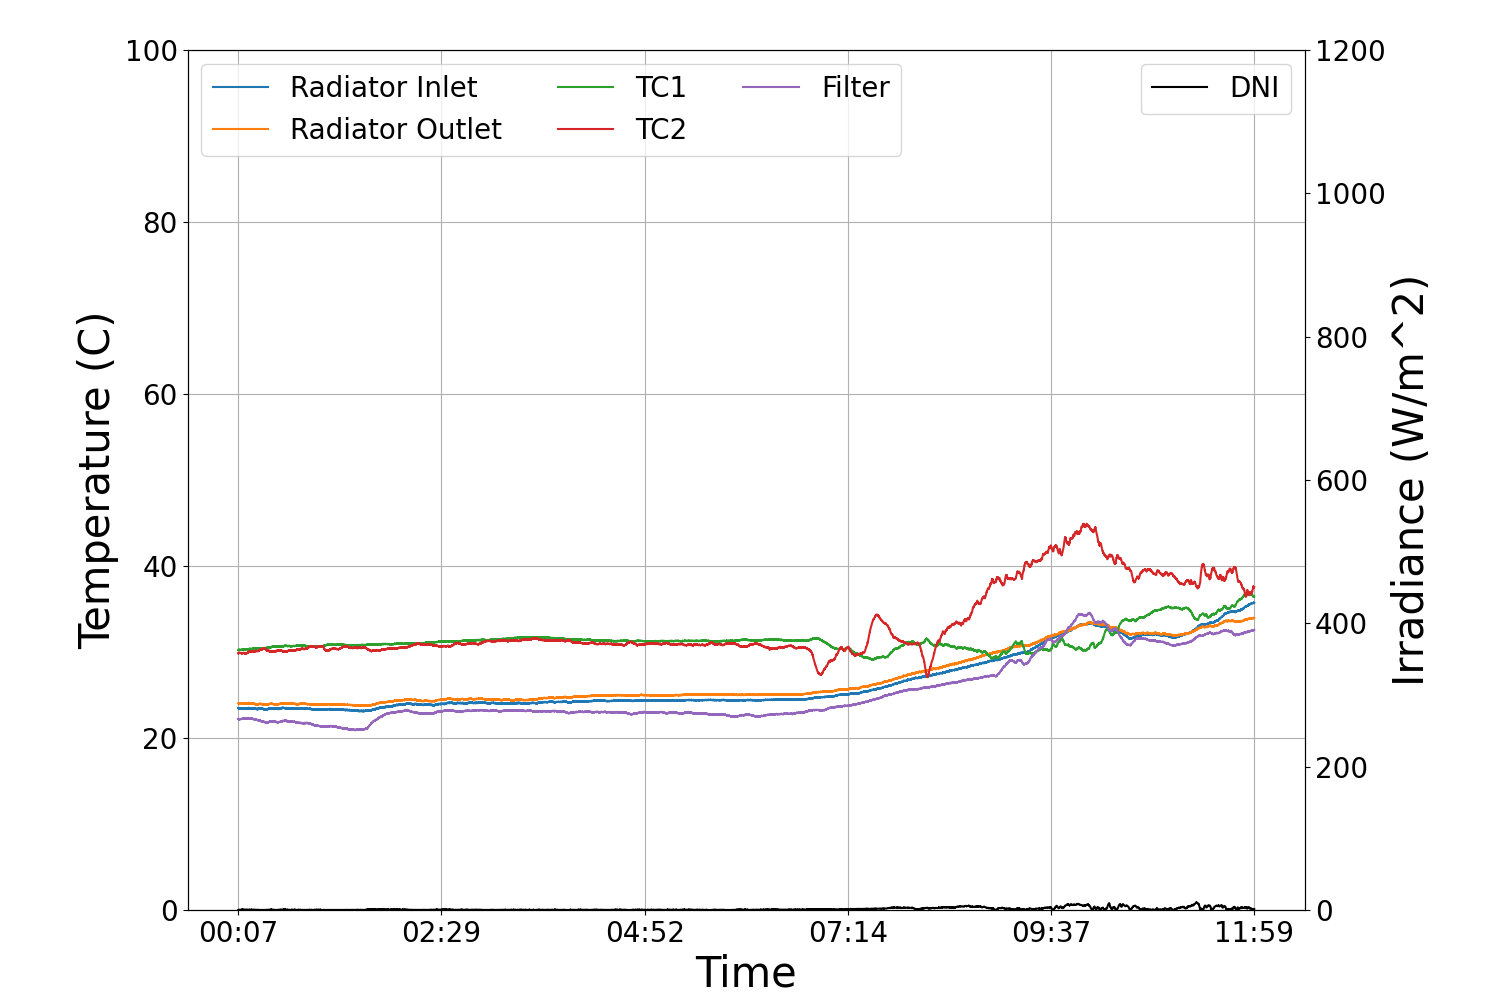 100
80
60
40
20
0
Temperature (C)
Radiator Inlet
Radiator Outlet
TC1
TC2
Filter
DNI
1200
1000
800
600
400
200
0
Irradiance (W/m^2)
00:07 02:29 04:52 07:14 09:37 11:59
Time